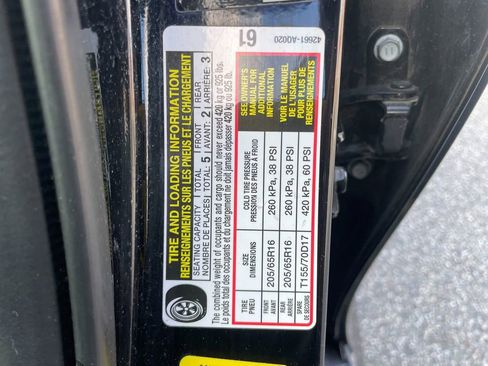 TIRE AND LOADING INFORMATION
RENSEIGNEMENTS SUR LES PNEUS ET LE CHARGEMENT
SEATING CAPACITY | TOTAL | FRONT | REAR
NOMBRE DE PLACES | TOTAL: 5 | AVANT: 2 | ARRIÈRE: 3
The combined weight of occupants and cargo should never exceed 420 kg or 925 lbs.
Le poids total des occupants et du chargement ne doit jamais dépasser 420 kg ou 925 lb.
TIRE PNEU
SIZE DIMENSIONS
COLD TIRE PRESSURE PRESSION DES PNEUS À FROID
FRONT AVANT 205/65R16 260 kPa, 38 PSI
REAR ARRIÈRE 205/65R16 260 kPa, 38 PSI
SPARE DE SECOURS T155/70D17 420 kPa, 60 PSI
SEE OWNER'S
MANUAL FOR
ADDITIONAL
INFORMATION
VOIR LE MANUEL
DE L'USAGER
POUR PLUS DE
RENSEIGNEMENTS
61
42661-A0020